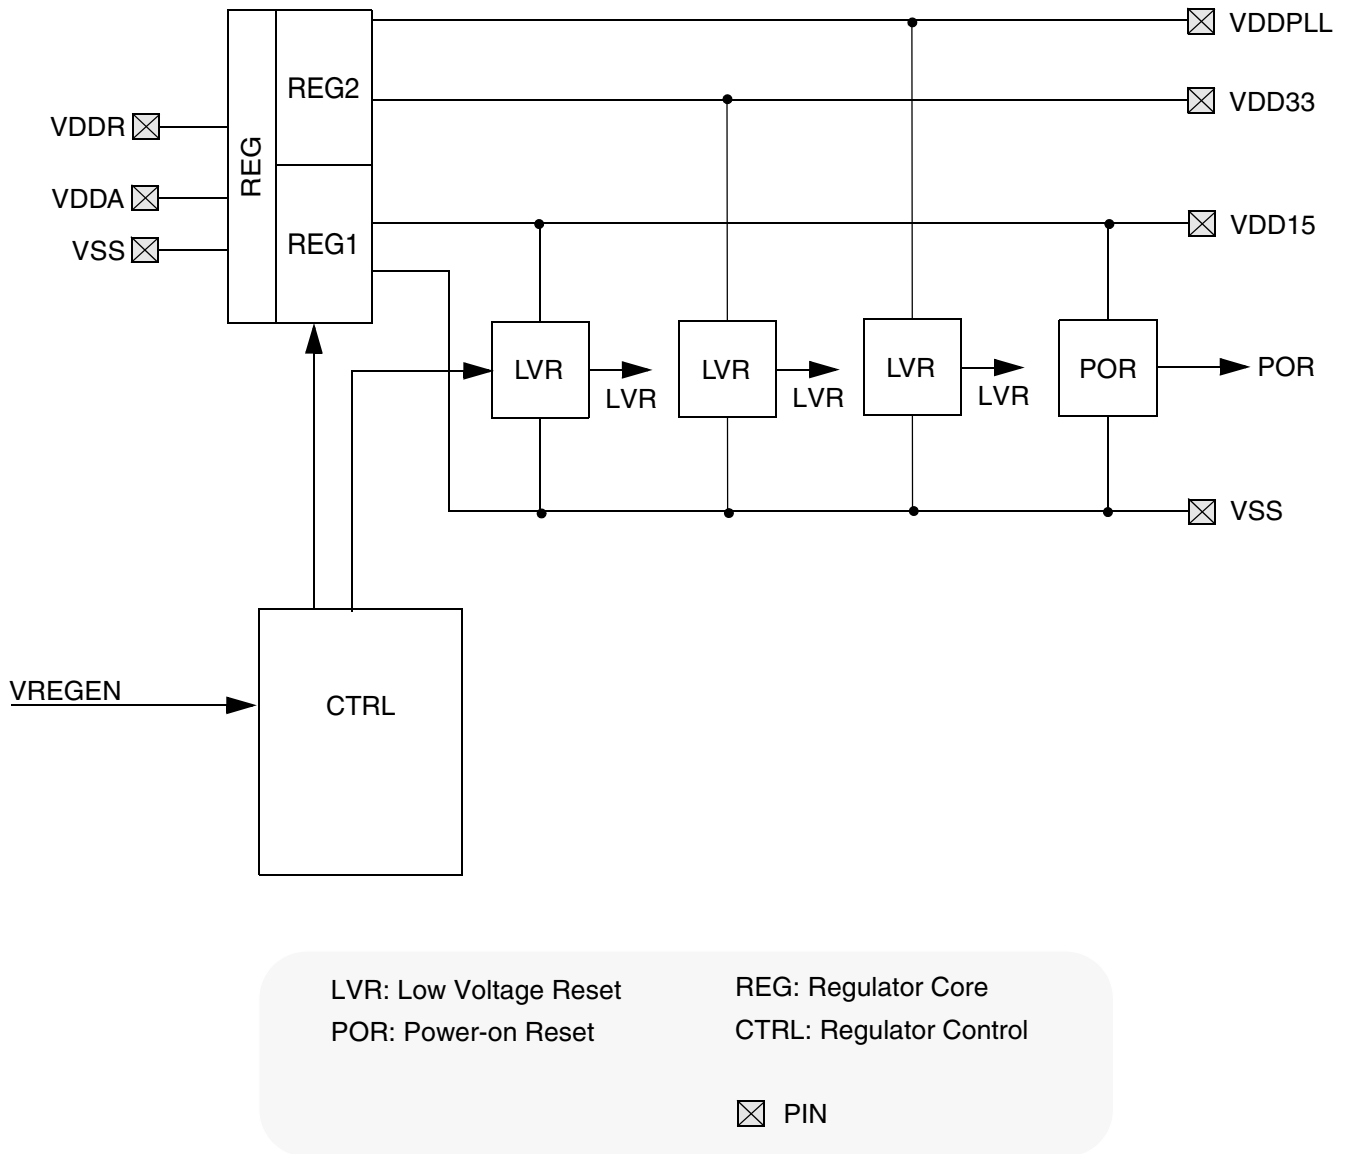 VDDPLL
REG2
VDD33
VDDR
REG
VDDA
VDD15
VSS
REG1
LVR
LVR
LVR
POR
POR
LVR
LVR
LVR
VSS
VREGEN
CTRL
LVR: Low Voltage Reset
REG: Regulator Core
POR: Power-on Reset
CTRL: Regulator Control
PIN